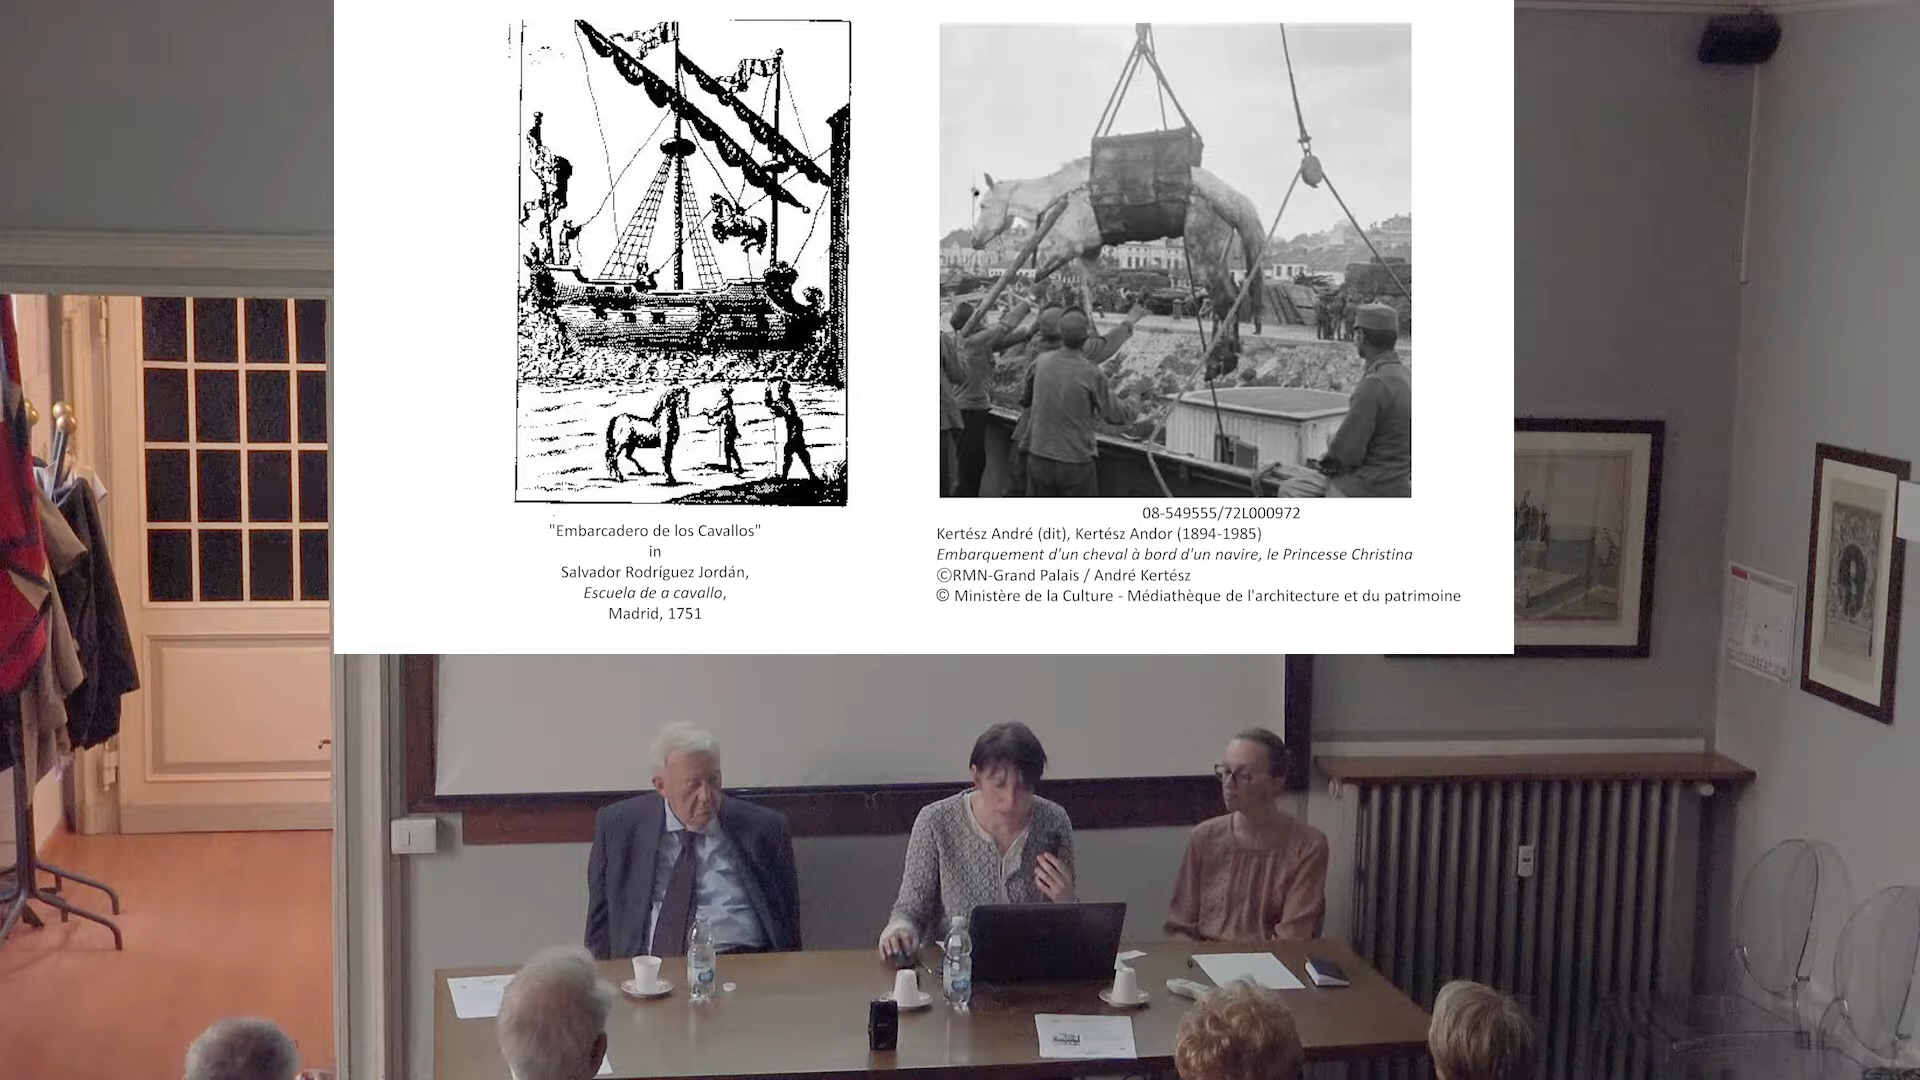 "Embarcadero de los Cavallos"
in
Salvador Rodríguez Jordán,
Escuela de a cavallo,
Madrid, 1751
08-549555/72L000972
Kertész André (dit), Kertész Andor (1894-1985)
Embarquement d'un cheval à bord d'un navire, le Princesse Christina
©RMN-Grand Palais / André Kertész
© Ministère de la Culture - Médiathèque de l'architecture et du patrimoine